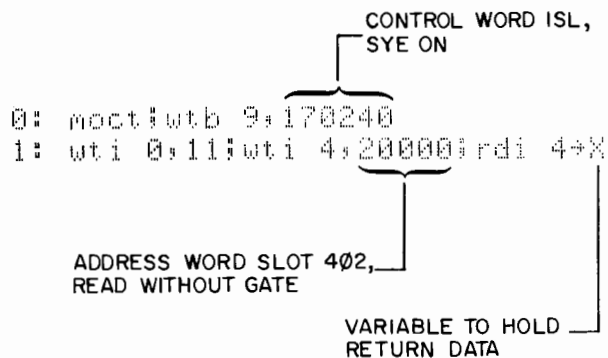 CONTROL WORD ISL,
SYE ON
0: moct;wtb 9,170240
1: wti 0,11;wti 4,20000;rdi 4→X
ADDRESS WORD SLOT 4Ø2,
READ WITHOUT GATE
VARIABLE TO HOLD
RETURN DATA